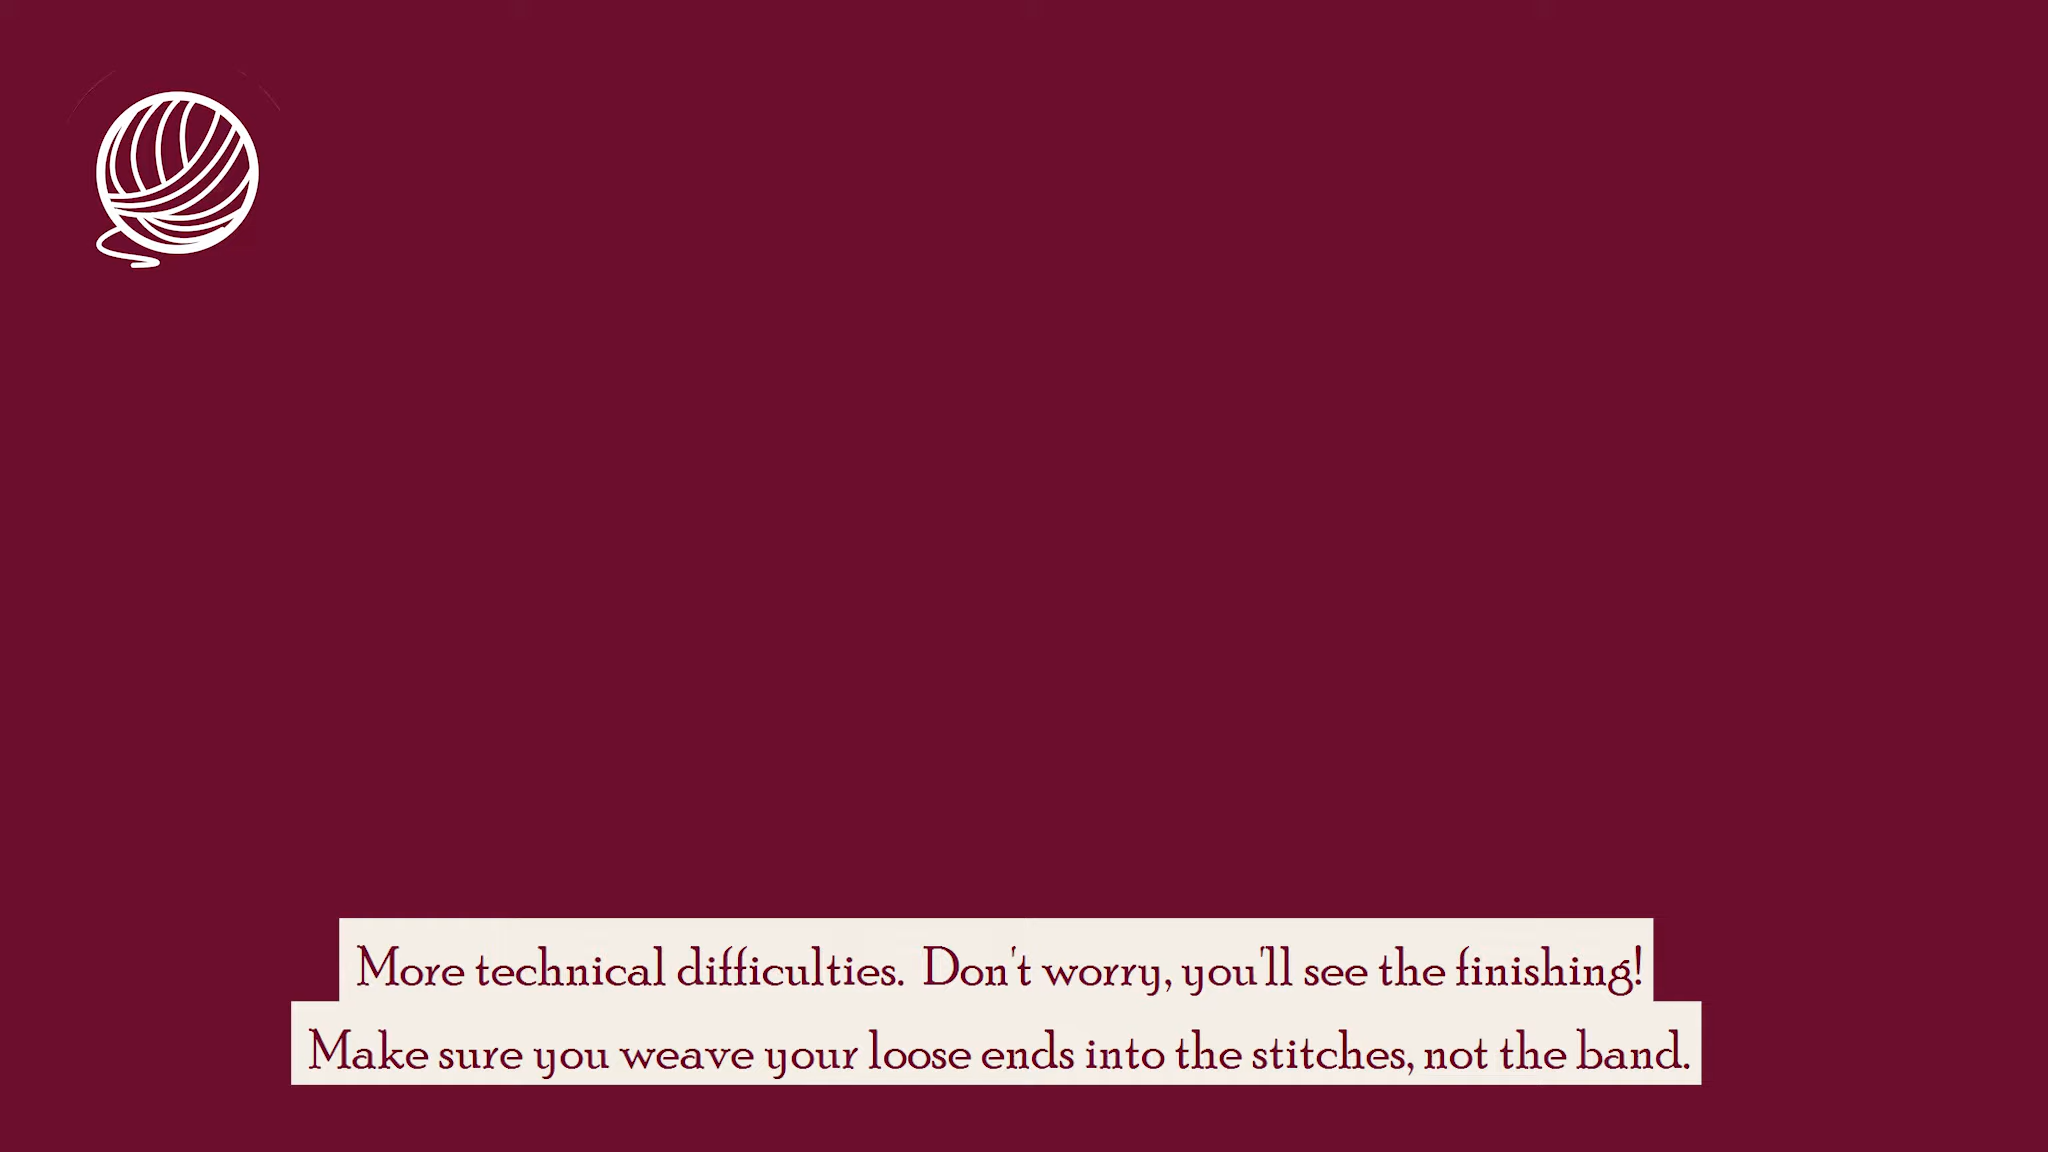 More technical difficulties. Don't worry, you'll see the finishing!
Make sure you weave your loose ends into the stitches, not the band.